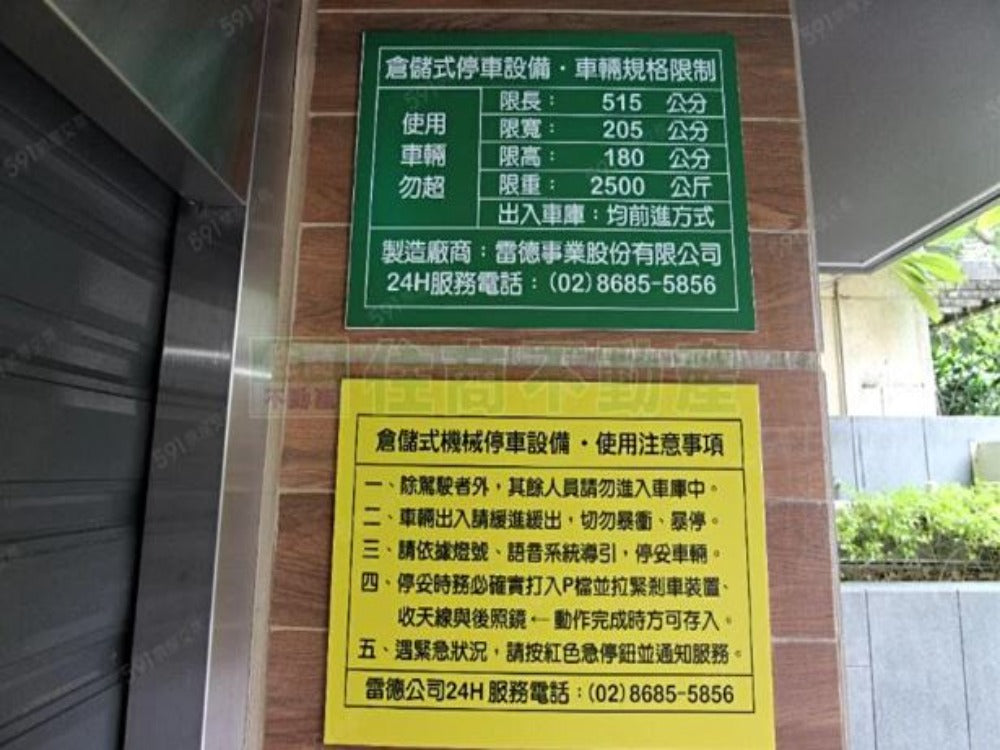 倉儲式停車設備・車輛規格限制
使用
車輛
勿超
限長： 515 公分
限寬： 205 公分
限高： 180 公分
限重： 2500 公斤
出入車庫：均前進方式
製造廠商：雷德事業股份有限公司
24H服務電話：(02)8685-5856
住商不動產
倉儲式機械停車設備・使用注意事項
一、除駕駛者外，其餘人員請勿進入車庫中。
二、車輛出入請緩進緩出，切勿暴衝、暴停。
三、請依據燈號、語音系統導引，停妥車輛。
四、停妥時務必確實打入P檔並拉緊剎車裝置、
收天線與後照鏡←動作完成時方可存入。
五、遇緊急狀況，請按紅色急停鈕並通知服務。
雷德公司24H服務電話：(02)8685-5856